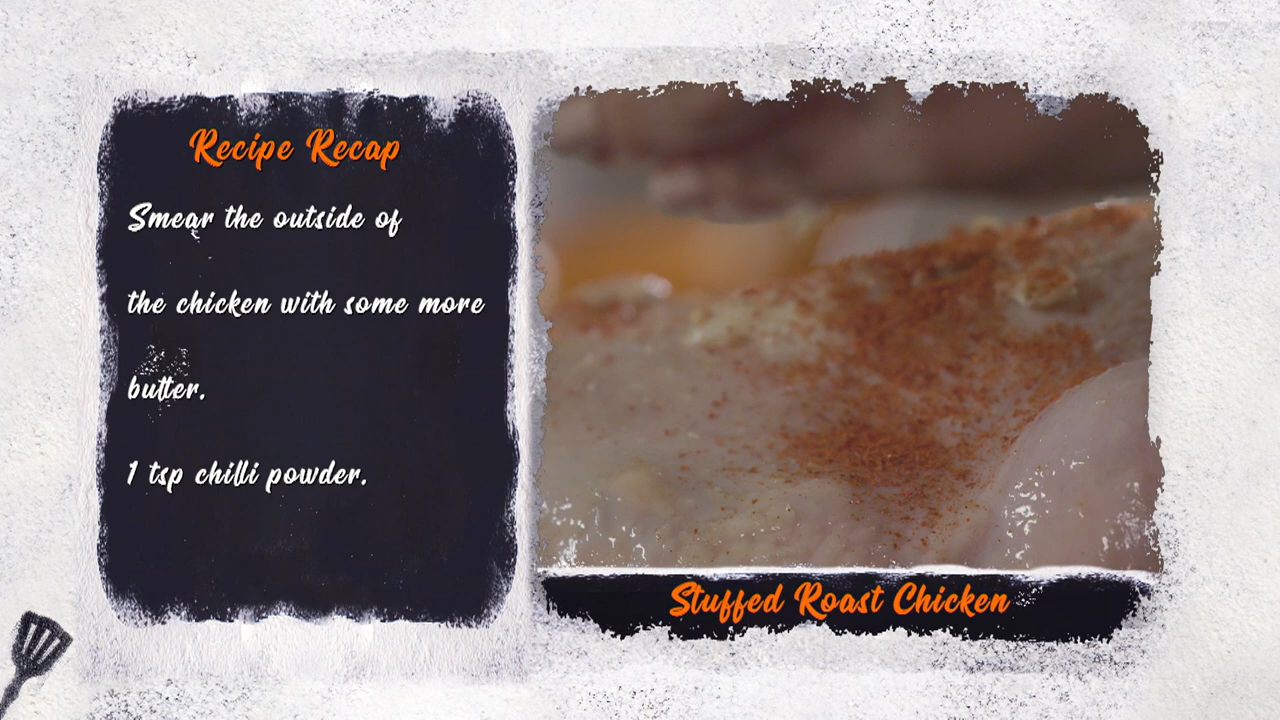 Recipe Recap
Smear the outside of
the chicken with some more
butter.
1 tsp chilli powder.
Stuffed Roast Chicken